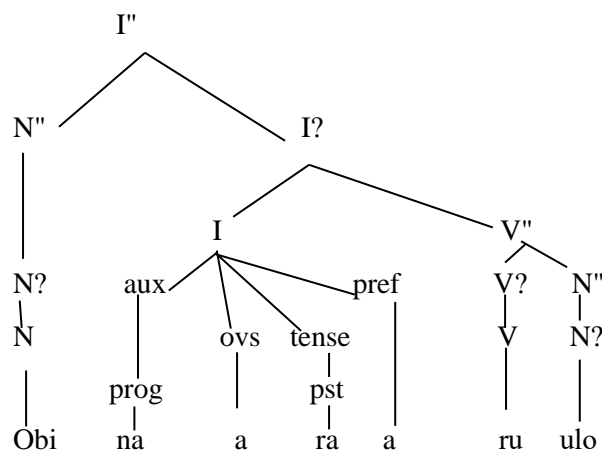 I"
N" I?
I V"
N? aux pref V? N"
N ovs tense V N?
prog pst
Obi na a ra a ru ulo